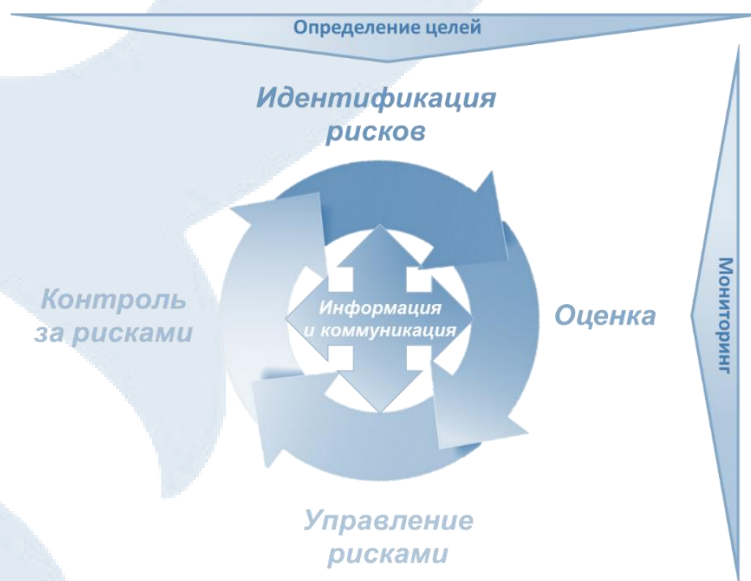 Определение целей
Идентификация
рисков
Контроль
за рисками
Информация
и коммуникация
Оценка
Мониторинг
Управление
рисками